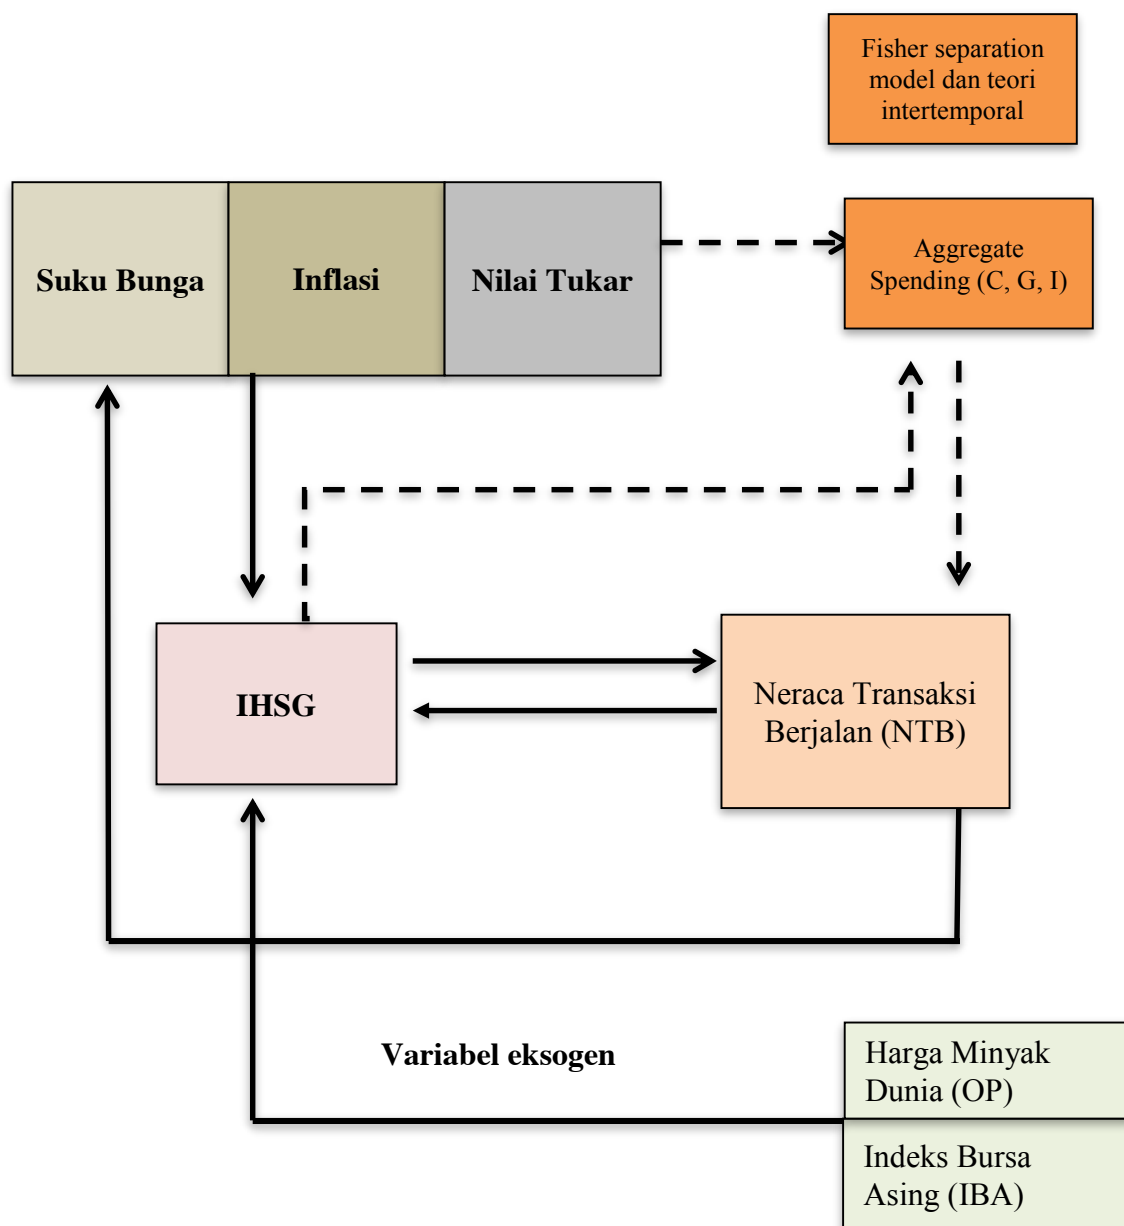 Fisher separation
model dan teori
intertemporal
Suku Bunga
Inflasi
Nilai Tukar
Aggregate
Spending (C, G, I)
IHSG
Neraca Transaksi
Berjalan (NTB)
Variabel eksogen
Harga Minyak
Dunia (OP)
Indeks Bursa
Asing (IBA)